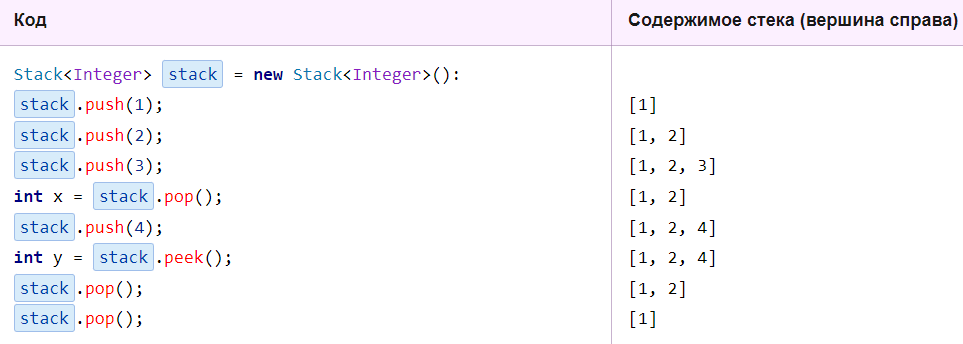 Код Содержимое стека (вершина справа)
Stack<Integer> stack = new Stack<Integer>():
stack.push(1); [1]
stack.push(2); [1, 2]
stack.push(3); [1, 2, 3]
int x = stack.pop(); [1, 2]
stack.push(4); [1, 2, 4]
int y = stack.peek(); [1, 2, 4]
stack.pop(); [1, 2]
stack.pop(); [1]